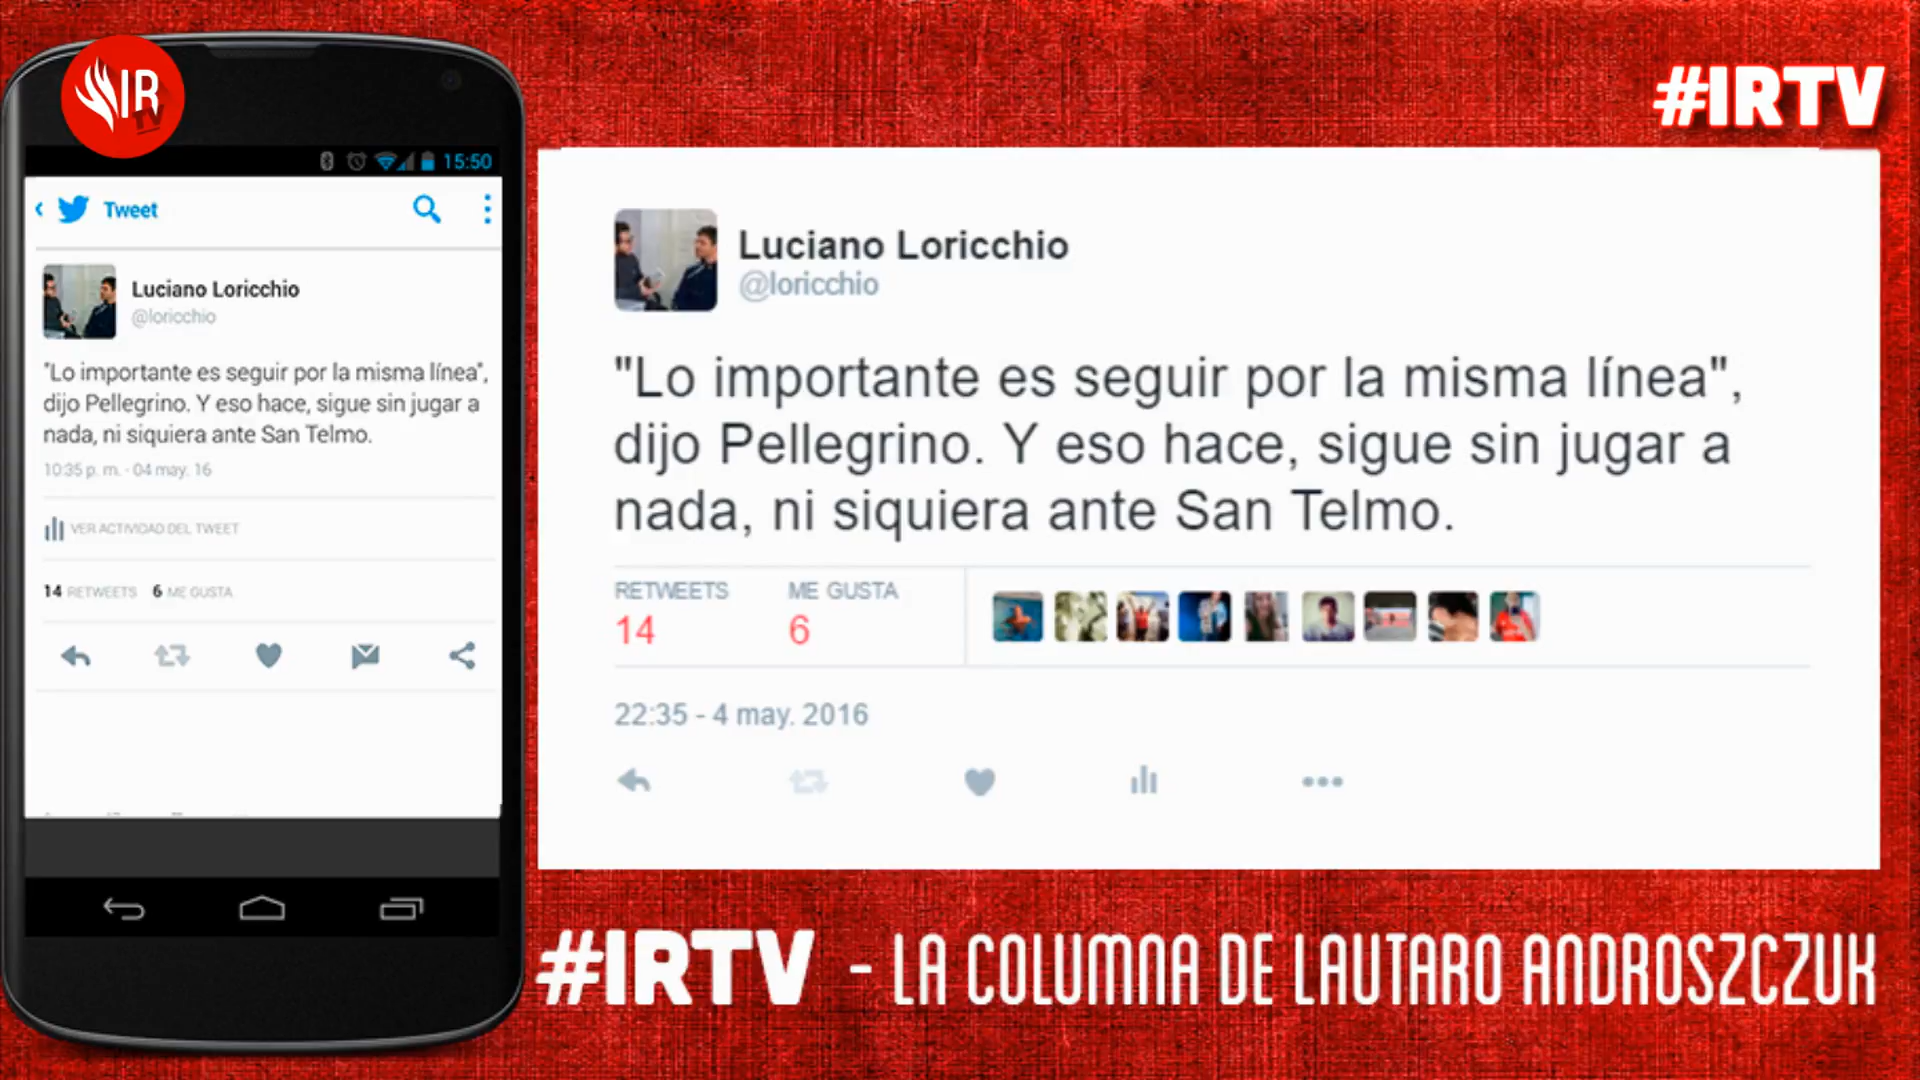 IR
TV
#IRTV
15:50
Tweet
Luciano Loricchio
@loricchio
"Lo importante es seguir por la misma línea",
dijo Pellegrino. Y eso hace, sigue sin jugar a
nada, ni siquiera ante San Telmo.
10:35 p. m. - 04 may. 16
VER ACTIVIDAD DEL TWEET
14 RETWEETS 6 ME GUSTA
Luciano Loricchio
@loricchio
"Lo importante es seguir por la misma línea",
dijo Pellegrino. Y eso hace, sigue sin jugar a
nada, ni siquiera ante San Telmo.
RETWEETS ME GUSTA
14 6
22:35 - 4 may. 2016
#IRTV - LA COLUMNA DE LAUTARO ANDROSZCZUK